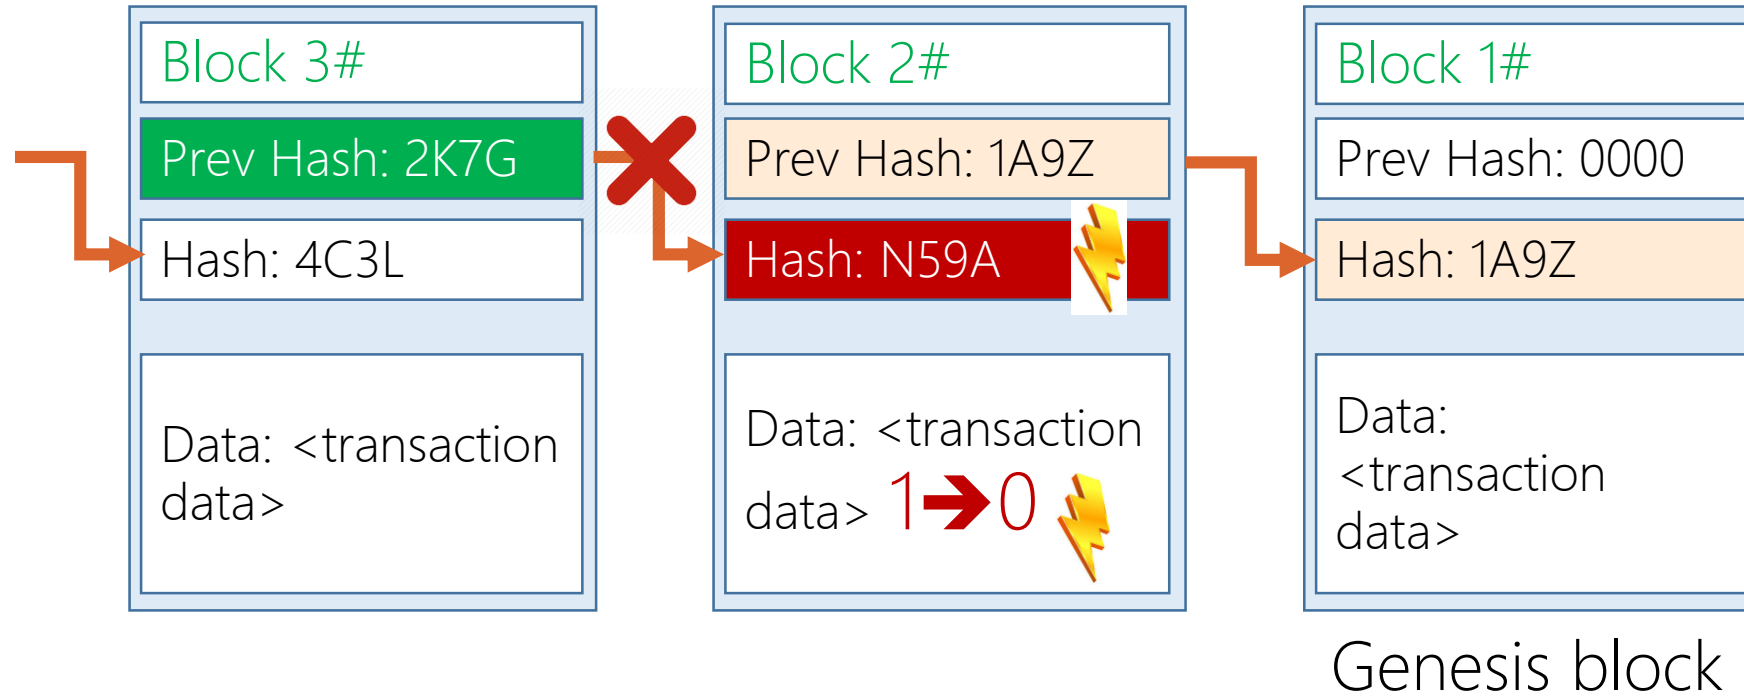 Block 3#
Prev Hash: 2K7G
Hash: 4C3L
Data: <transaction
data>
Block 2#
Prev Hash: 1A9Z
Hash: N59A
Data: <transaction
data> 1➔0
Block 1#
Prev Hash: 0000
Hash: 1A9Z
Data:
<transaction
data>
Genesis block